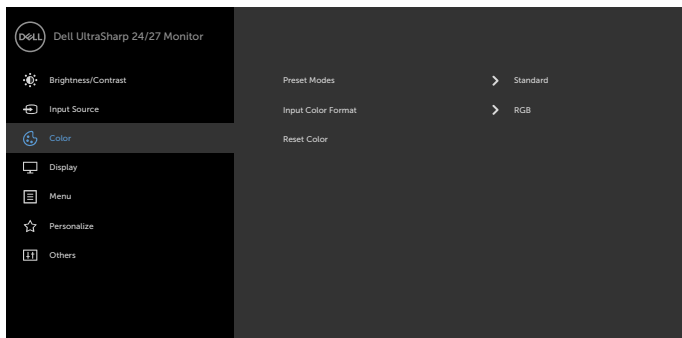 DELL Dell UltraSharp 24/27 Monitor
Brightness/Contrast
Input Source
Color
Display
Menu
Personalize
Others
Preset Modes Standard
Input Color Format RGB
Reset Color